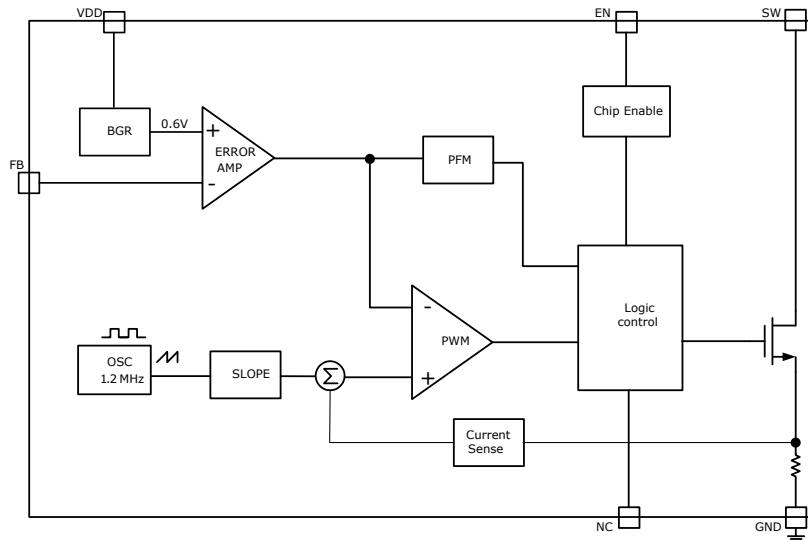 VDD
EN
SW
Chip Enable
BGR
0.6V
+
ERROR
AMP
-
FB
PFM
Logic
control
-
PWM
+
OSC
1.2 MHz
SLOPE
Σ
Current
Sense
NC
GND